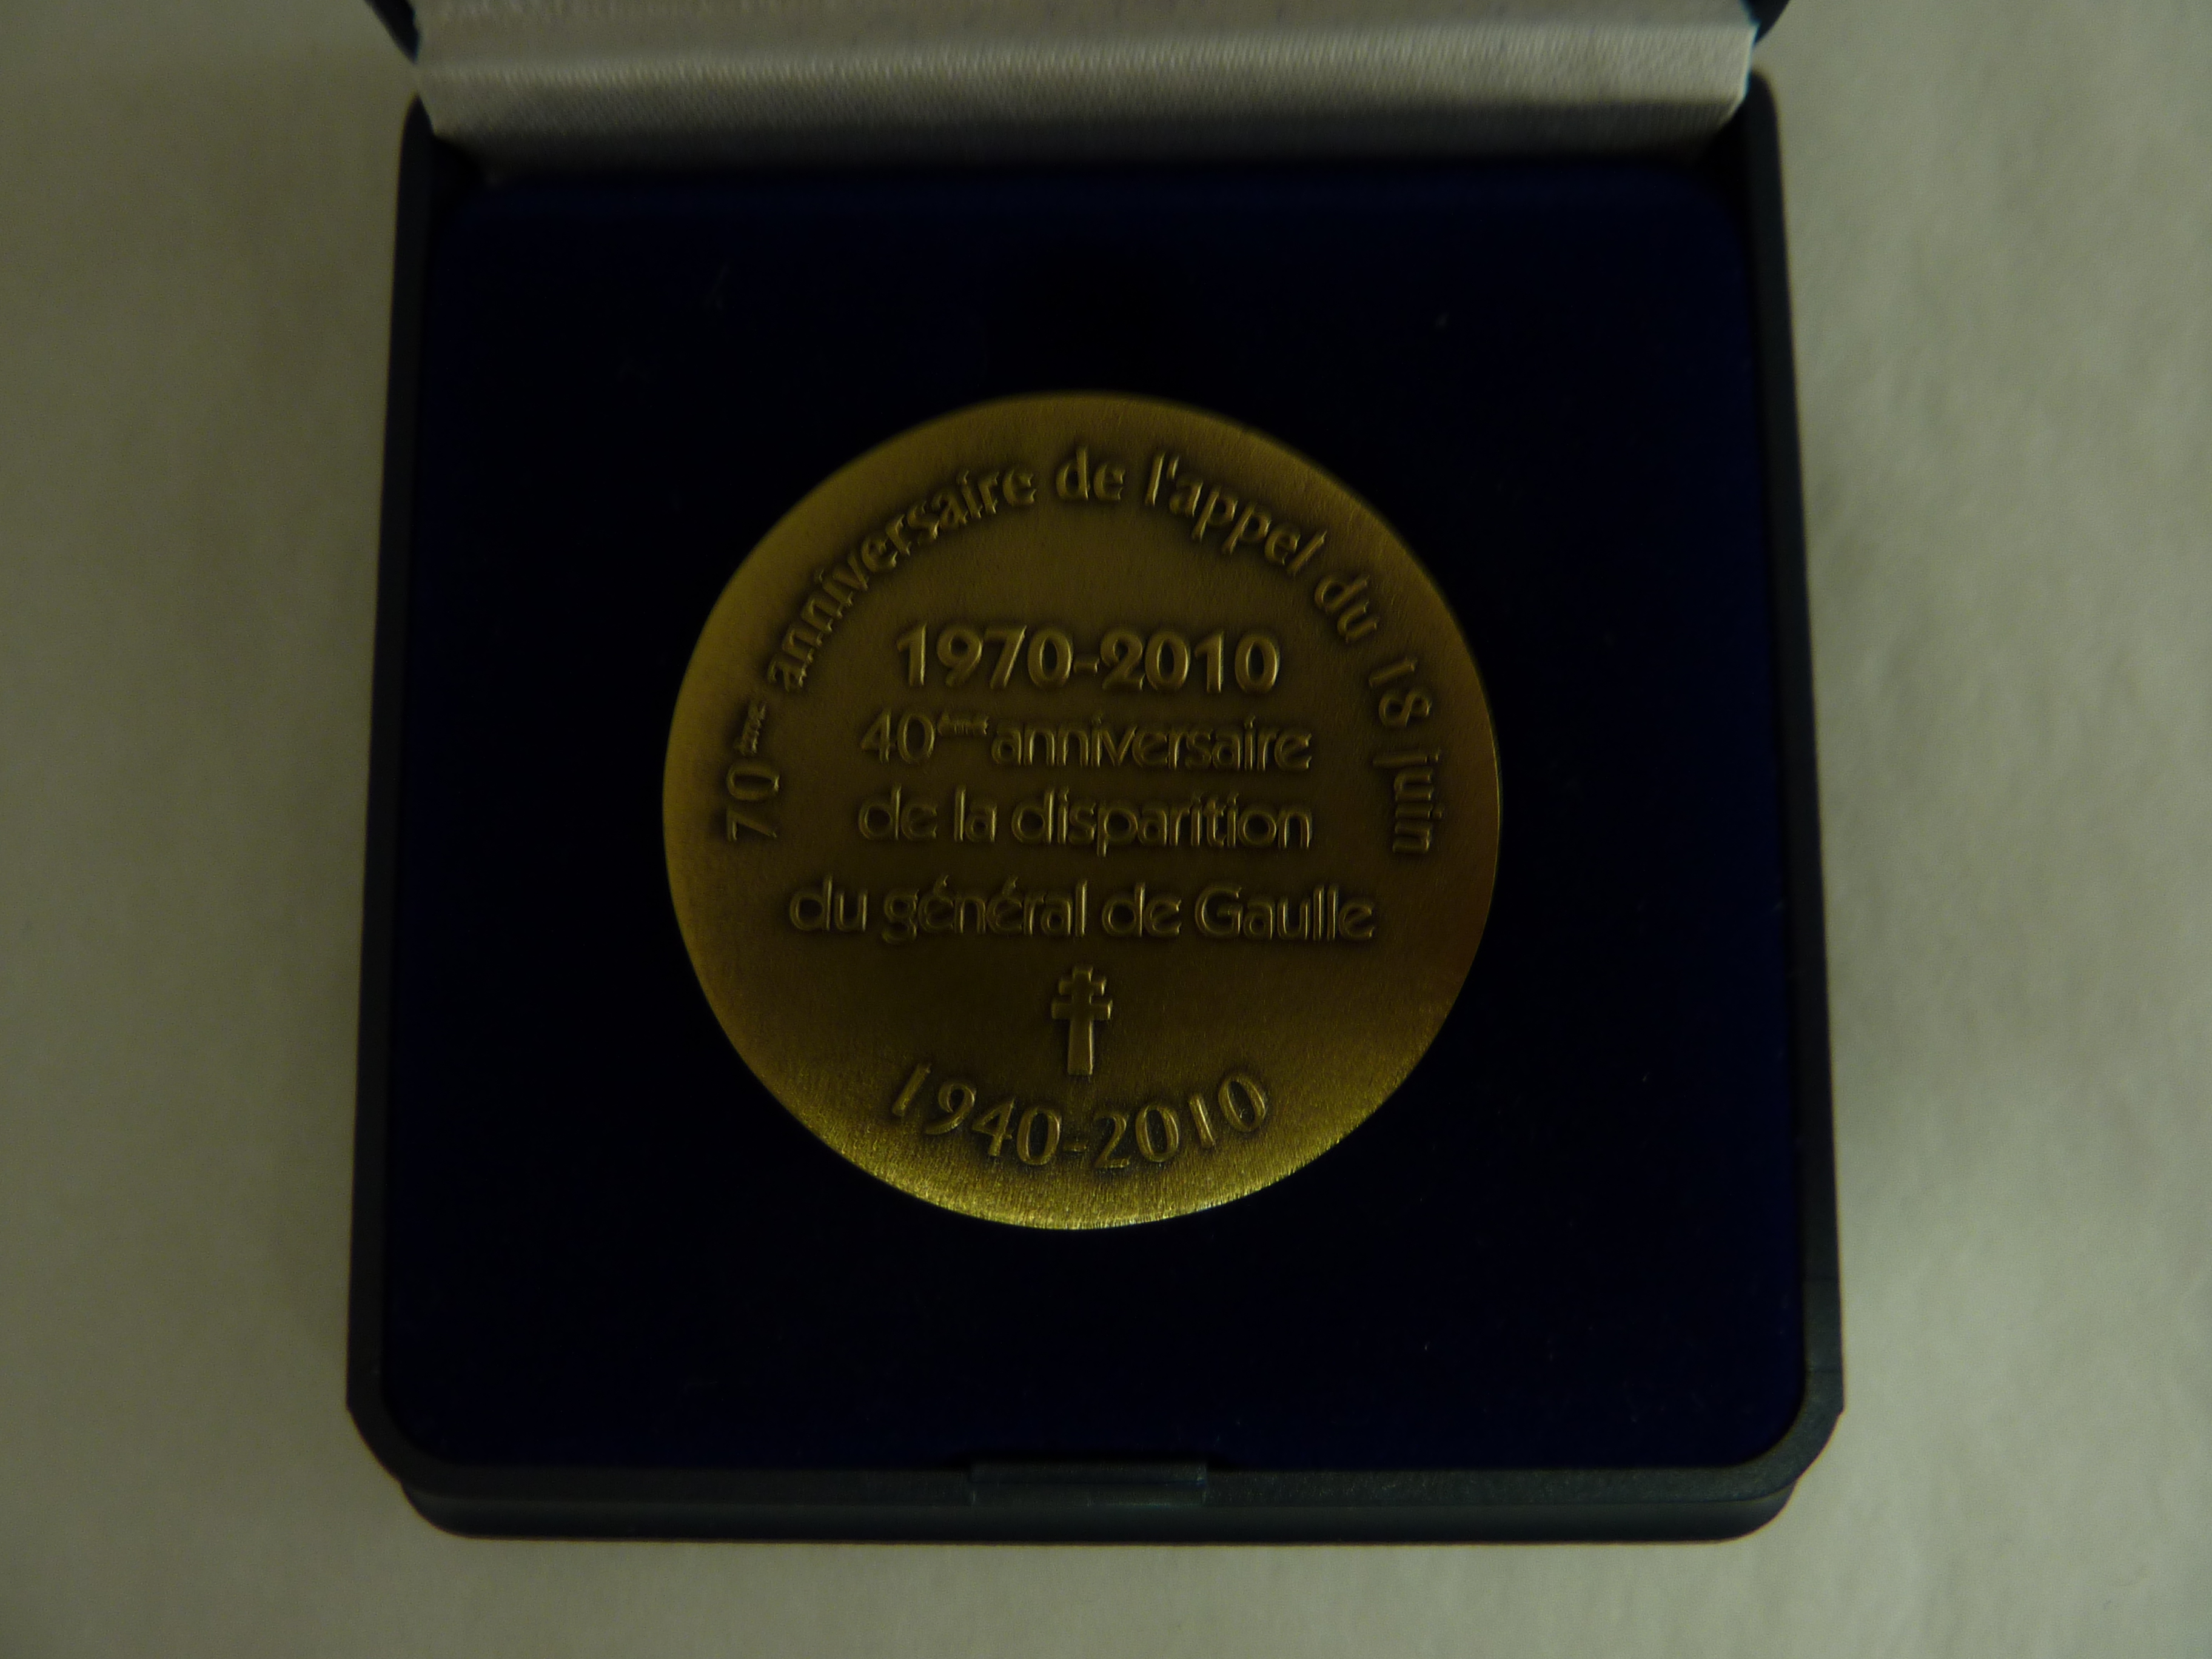 70ème anniversaire de l'appel du 18 juin
1970-2010
40ème anniversaire
de la disparition
du général de Gaulle
1940-2010